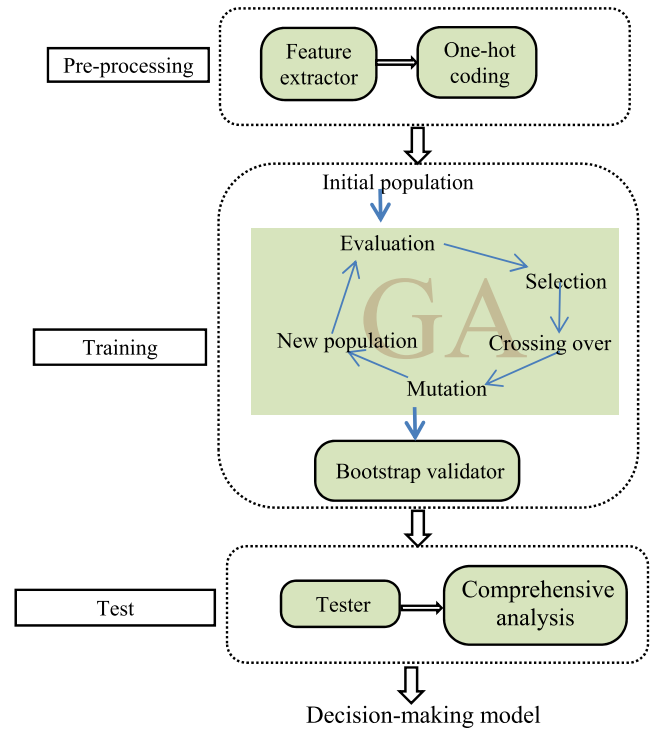 Pre-processing
Feature
extractor
One-hot
coding
Initial population
Evaluation
Selection
GA
New population
Crossing over
Training
Mutation
Bootstrap validator
Test
Tester
Comprehensive
analysis
Decision-making model